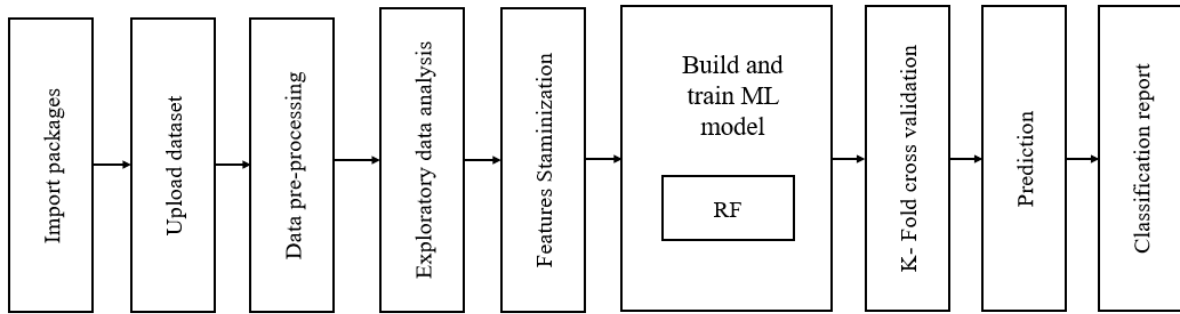 Import packages
Upload dataset
Data pre-processing
Exploratory data analysis
Features Staminization
Build and
train ML
model
RF
K- Fold cross validation
Prediction
Classification report